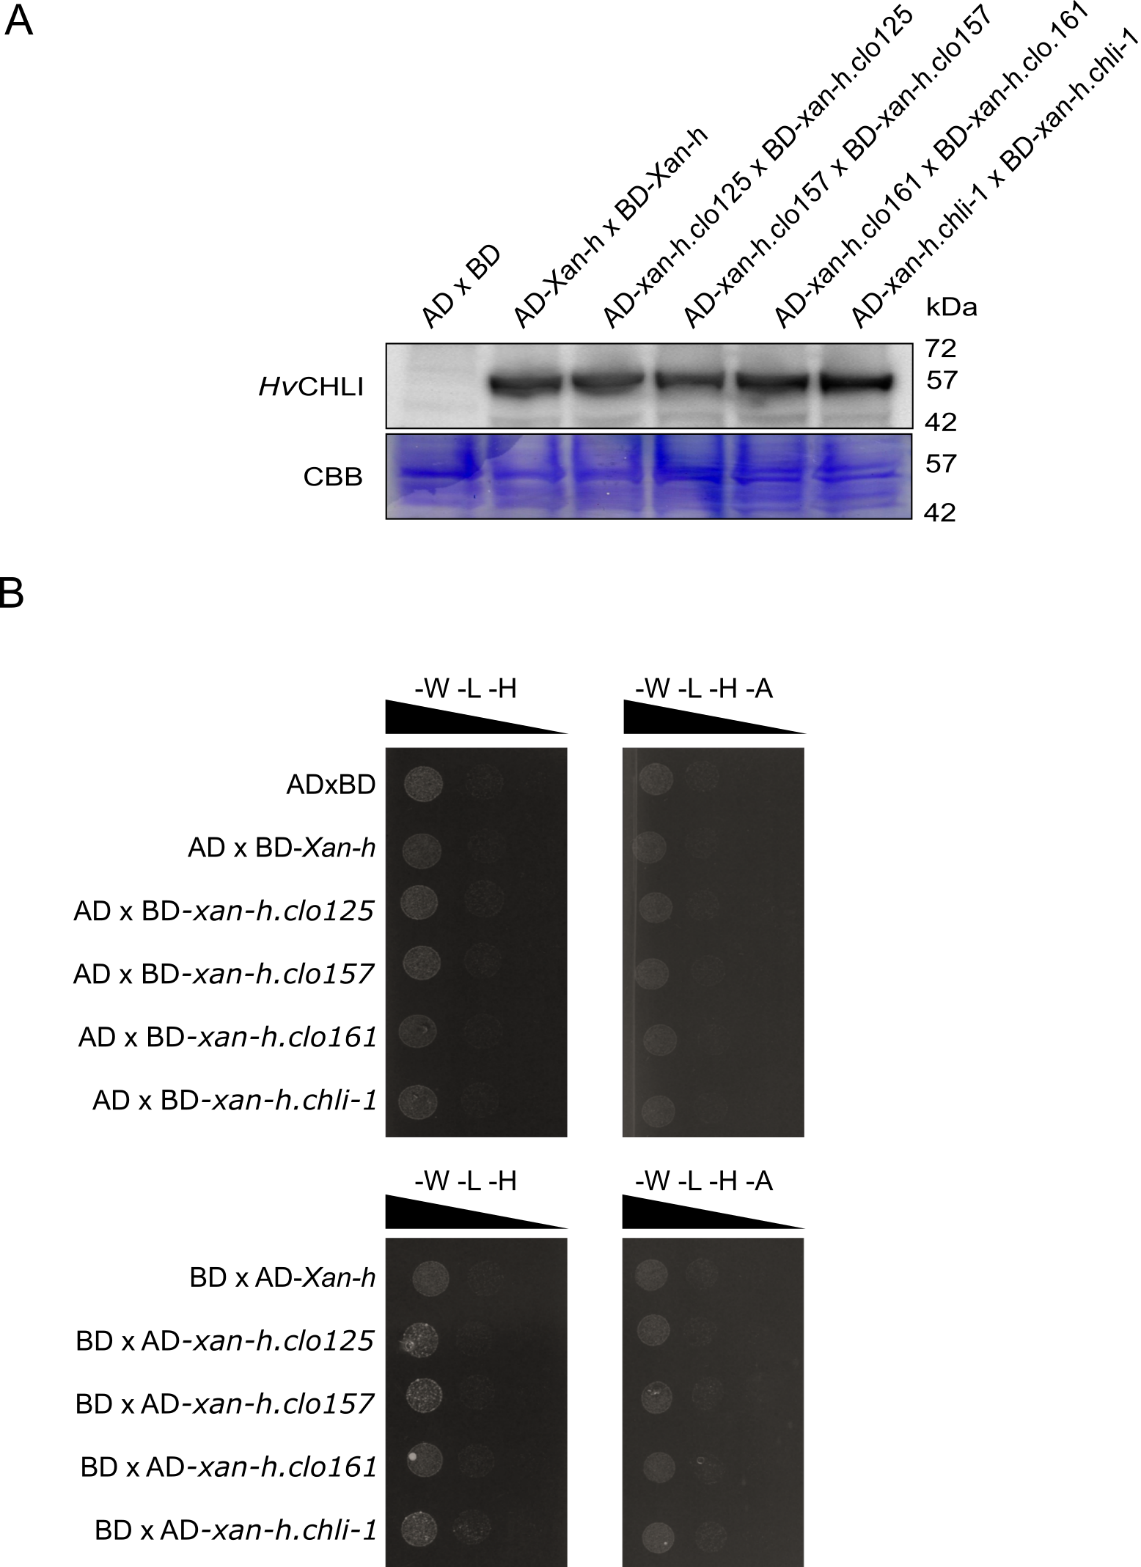 A
AD x BD
AD-Xan-h x BD-Xan-h
AD-xan-h.clo125 x BD-xan-h.clo125
AD-xan-h.clo157 x BD-xan-h.clo157
AD-xan-h.clo161 x BD-xan-h.clo.161
AD-xan-h.chli-1 x BD-xan-h.chli-1
kDa
72
HvCHLI 57
42
CBB 57
42
B
-W -L -H -W -L -H -A
ADxBD
AD x BD-Xan-h
AD x BD-xan-h.clo125
AD x BD-xan-h.clo157
AD x BD-xan-h.clo161
AD x BD-xan-h.chli-1
-W -L -H -W -L -H -A
BD x AD-Xan-h
BD x AD-xan-h.clo125
BD x AD-xan-h.clo157
BD x AD-xan-h.clo161
BD x AD-xan-h.chli-1